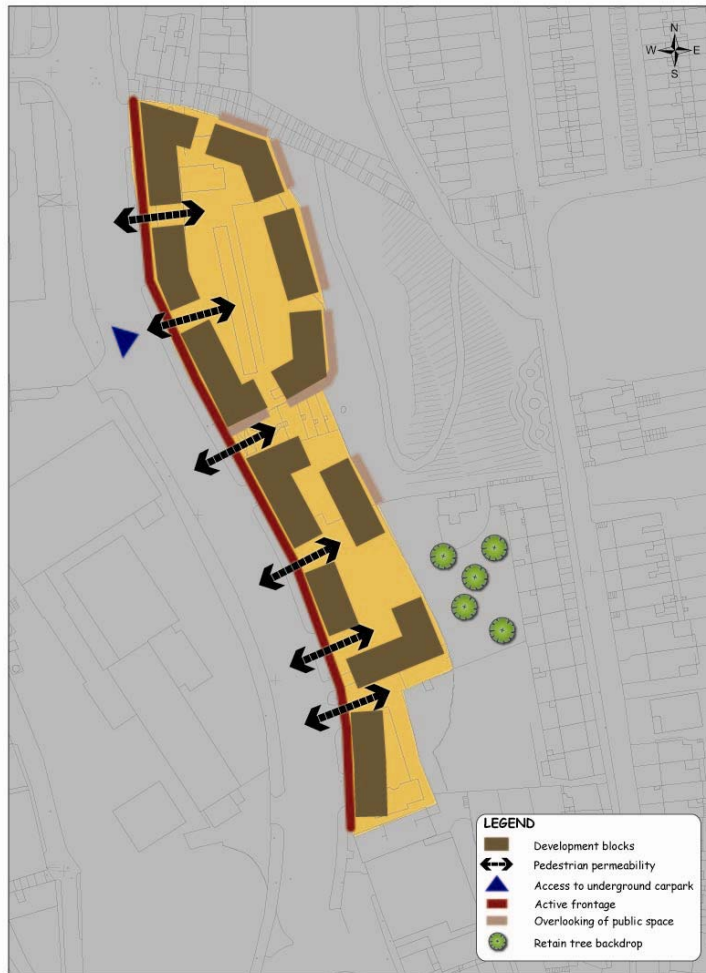 N
W E
S
LEGEND
Development blocks
Pedestrian permeability
Access to underground carpark
Active frontage
Overlooking of public space
Retain tree backdrop